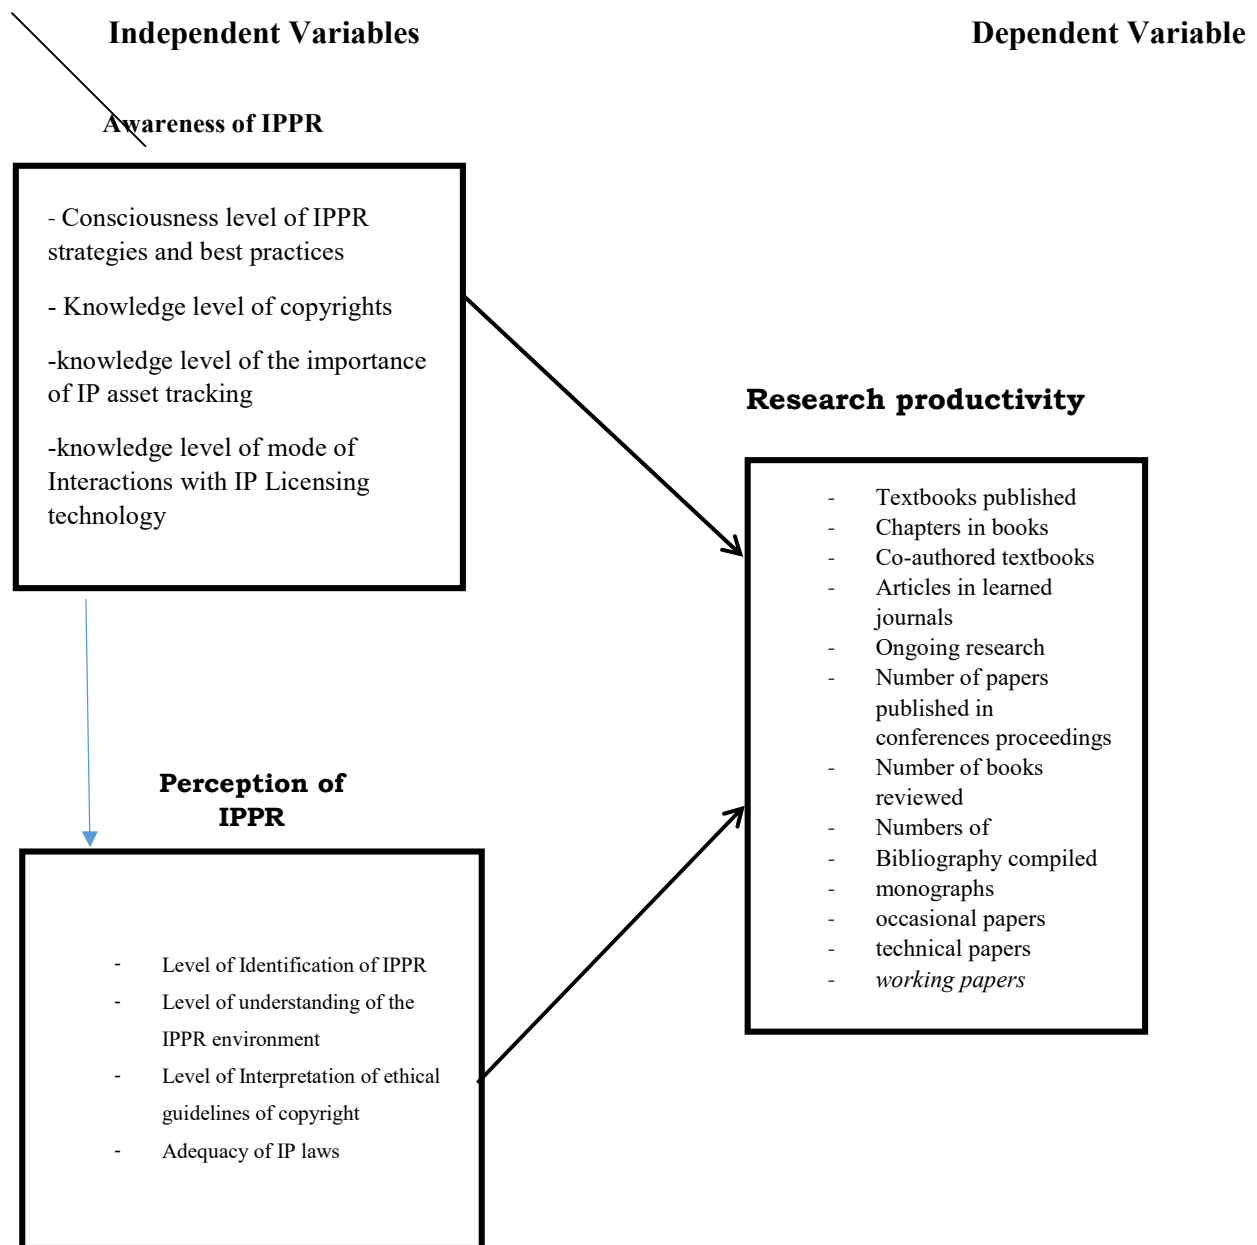 Independent Variables
Dependent Variable
Awareness of IPPR
- Consciousness level of IPPR
strategies and best practices
- Knowledge level of copyrights
-knowledge level of the importance
of IP asset tracking
-knowledge level of mode of
Interactions with IP Licensing
technology
Research productivity
- Textbooks published
- Chapters in books
- Co-authored textbooks
- Articles in learned
journals
- Ongoing research
- Number of papers
published in
conferences proceedings
- Number of books
reviewed
- Numbers of
- Bibliography compiled
- monographs
- occasional papers
- technical papers
- working papers
Perception of
IPPR
- Level of Identification of IPPR
- Level of understanding of the
IPPR environment
- Level of Interpretation of ethical
guidelines of copyright
- Adequacy of IP laws